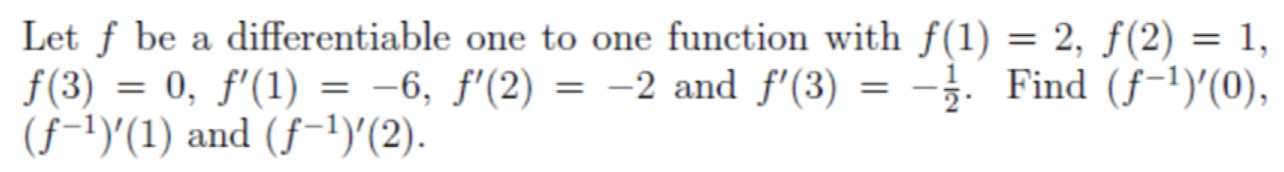 Let f be a differentiable one to one function with f(1) = 2, f(2) = 1,
f(3) = 0, f′(1) = −6, f′(2) = −2 and f′(3) = −½. Find (f⁻¹)′(0),
(f⁻¹)′(1) and (f⁻¹)′(2).